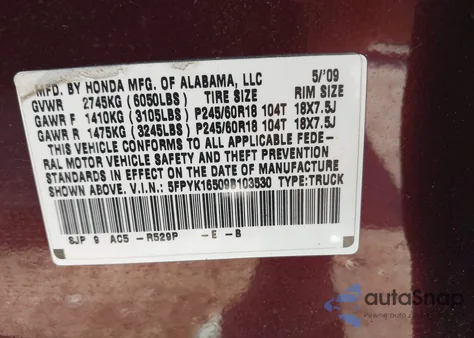 MFD. BY HONDA MFG. OF ALABAMA, LLC 5/'09
GVWR 2745KG (6050LBS) TIRE SIZE RIM SIZE
GAWR F 1410KG (3105LBS) P245/60R18 104T 18X7.5J
GAWR R 1475KG (3245LBS) P245/60R18 104T 18X7.5J
THIS VEHICLE CONFORMS TO ALL APPLICABLE FEDE-
RAL MOTOR VEHICLE SAFETY AND THEFT PREVENTION
STANDARDS IN EFFECT ON THE DATE OF MANUFACTURE
SHOWN ABOVE. V.I.N.: 5FPYK16509B103530 TYPE:TRUCK
SJP 9 AC5 -R529P -E -B
autoSnap